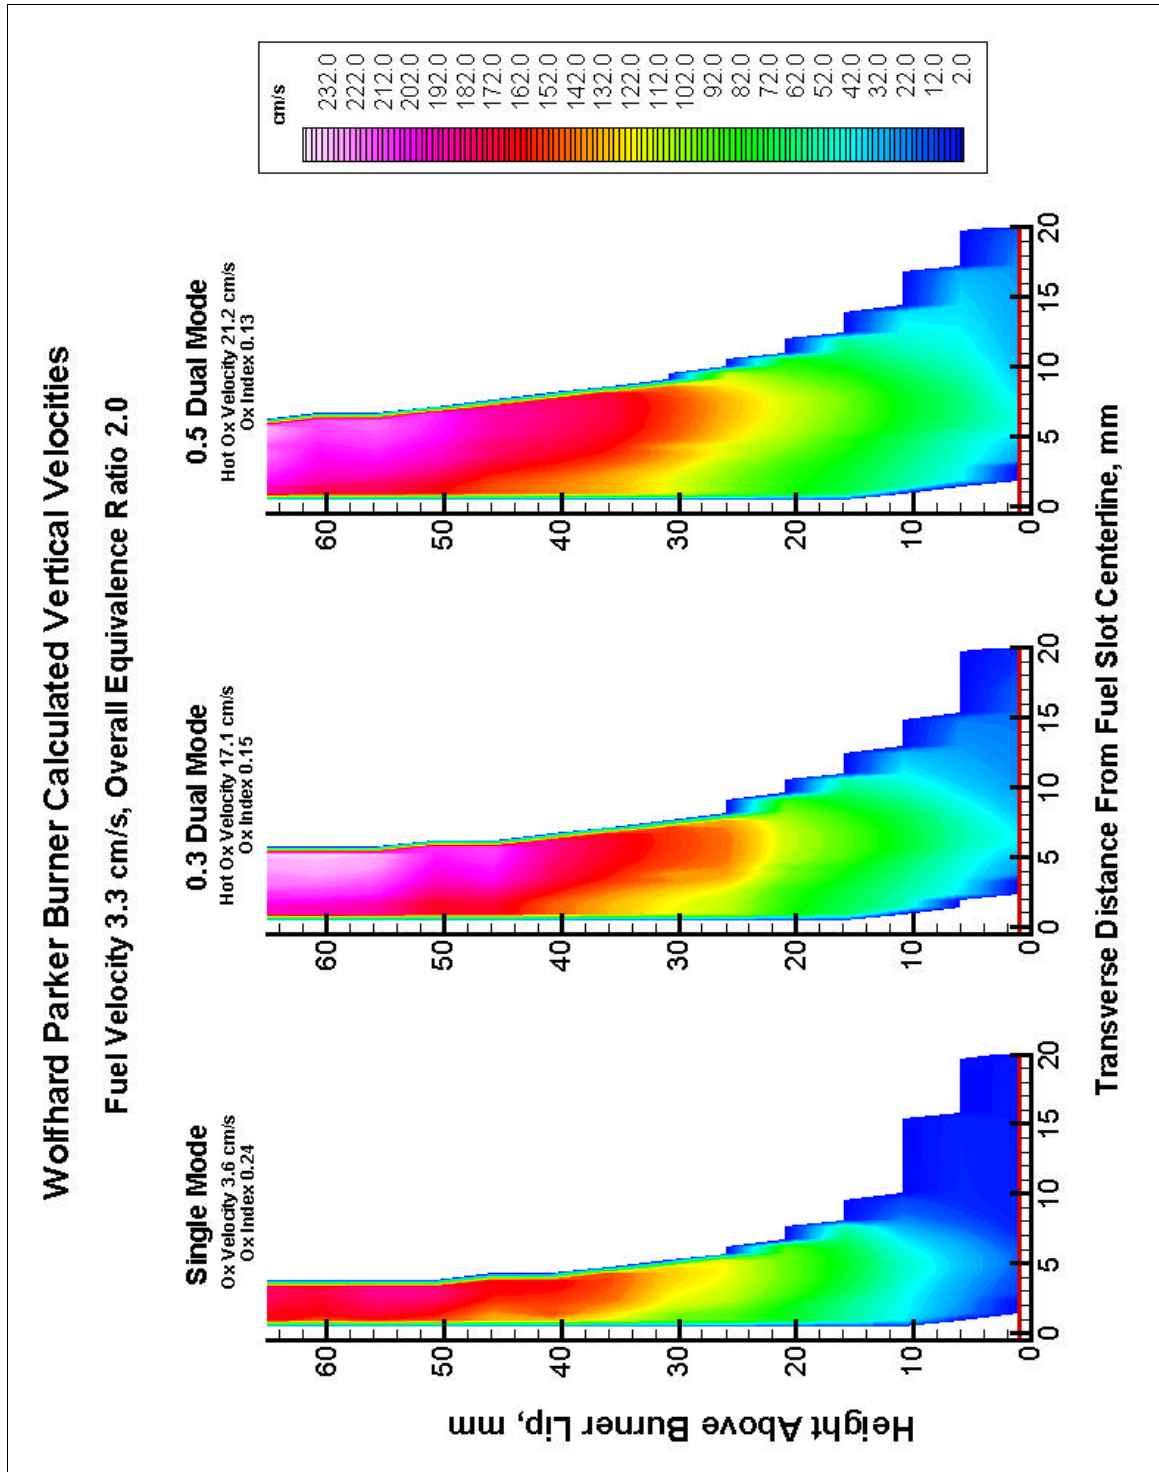 Wolfhard Parker Burner Calculated Vertical Velocities
Fuel Velocity 3.3 cm/s, Overall Equivalence Ratio 2.0
Single Mode
Ox Velocity 3.6 cm/s
Ox Index 0.24
0.3 Dual Mode
Hot Ox Velocity 17.1 cm/s
Ox Index 0.15
0.5 Dual Mode
Hot Ox Velocity 21.2 cm/s
Ox Index 0.13
cm/s
232.0
222.0
212.0
202.0
192.0
182.0
172.0
162.0
152.0
142.0
132.0
122.0
112.0
102.0
92.0
82.0
72.0
62.0
52.0
42.0
32.0
22.0
12.0
2.0
Height Above Burner Lip, mm
60
50
40
30
20
10
0
0 5 10 15 20
60
50
40
30
20
10
0
0 5 10 15 20
60
50
40
30
20
10
0
0 5 10 15 20
Transverse Distance From Fuel Slot Centerline, mm